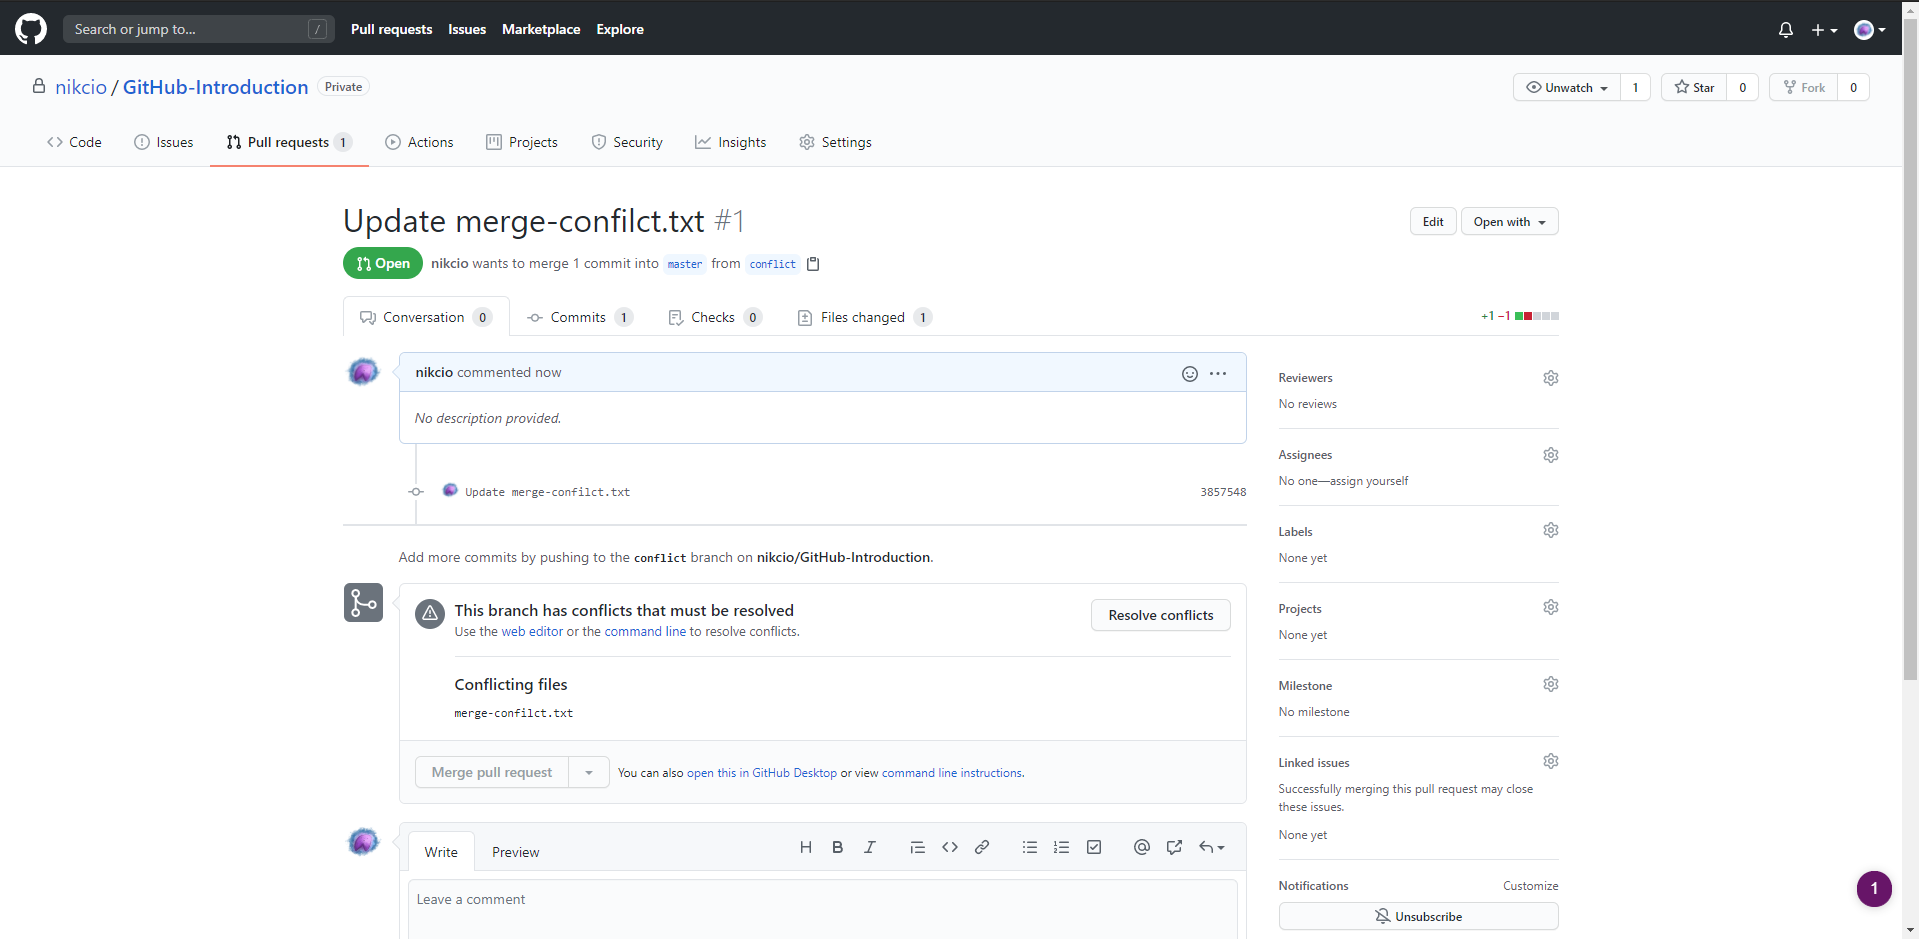 Search or jump to... /
Pull requests Issues Marketplace Explore
nikcio / GitHub-Introduction Private
Unwatch 1 Star 0 Fork 0
Code Issues Pull requests 1 Actions Projects Security Insights Settings
Update merge-confilct.txt #1
Edit Open with
Open nikcio wants to merge 1 commit into master from conflict
Conversation 0 Commits 1 Checks 0 Files changed 1
+1 −1
nikcio commented now
No description provided.
Update merge-confilct.txt 3857548
Add more commits by pushing to the conflict branch on nikcio/GitHub-Introduction.
This branch has conflicts that must be resolved
Use the web editor or the command line to resolve conflicts.
Resolve conflicts
Conflicting files
merge-confilct.txt
Merge pull request
You can also open this in GitHub Desktop or view command line instructions.
Write Preview
H B I
Leave a comment
Reviewers
No reviews
Assignees
No one—assign yourself
Labels
None yet
Projects
None yet
Milestone
No milestone
Linked issues
Successfully merging this pull request may close
these issues.
None yet
Notifications Customize
Unsubscribe
1